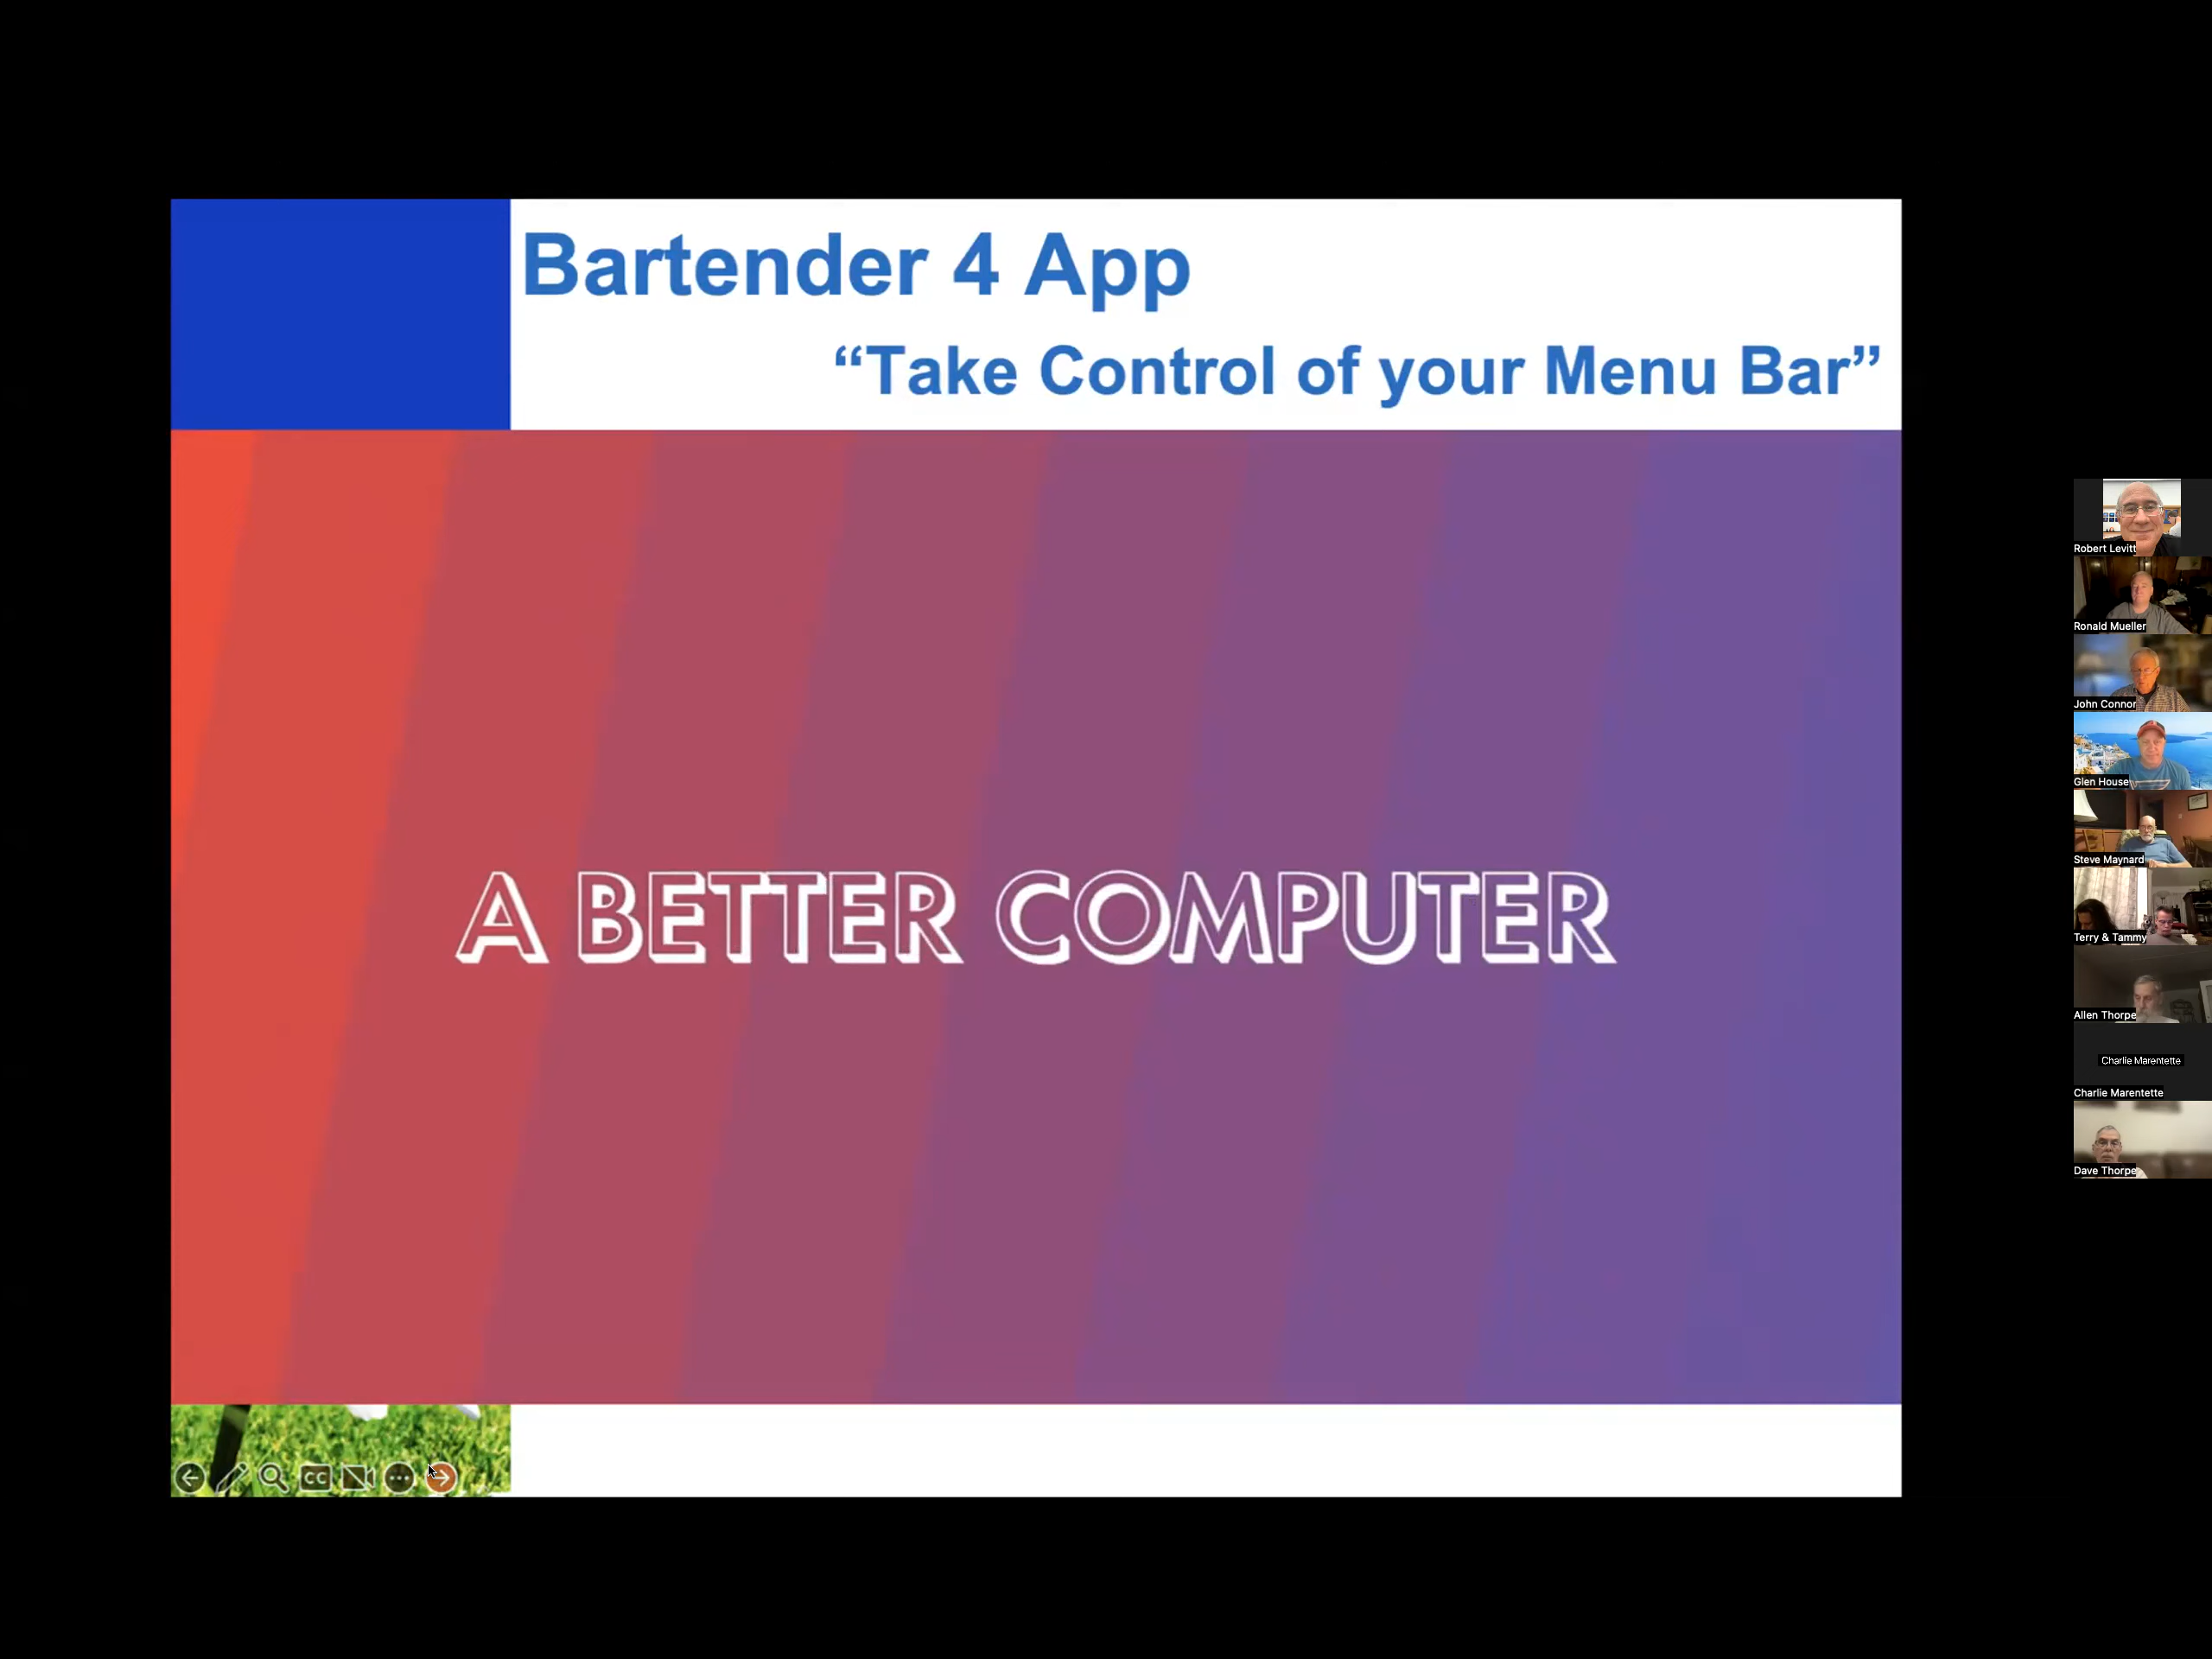 Bartender 4 App
“Take Control of your Menu Bar”
A BETTER COMPUTER
CC
Robert Levitt
Ronald Mueller
John Connor
Glen House
Steve Maynard
Terry & Tammy
Allen Thorpe
Charlie Marentette
Charlie Marentette
Dave Thorpe